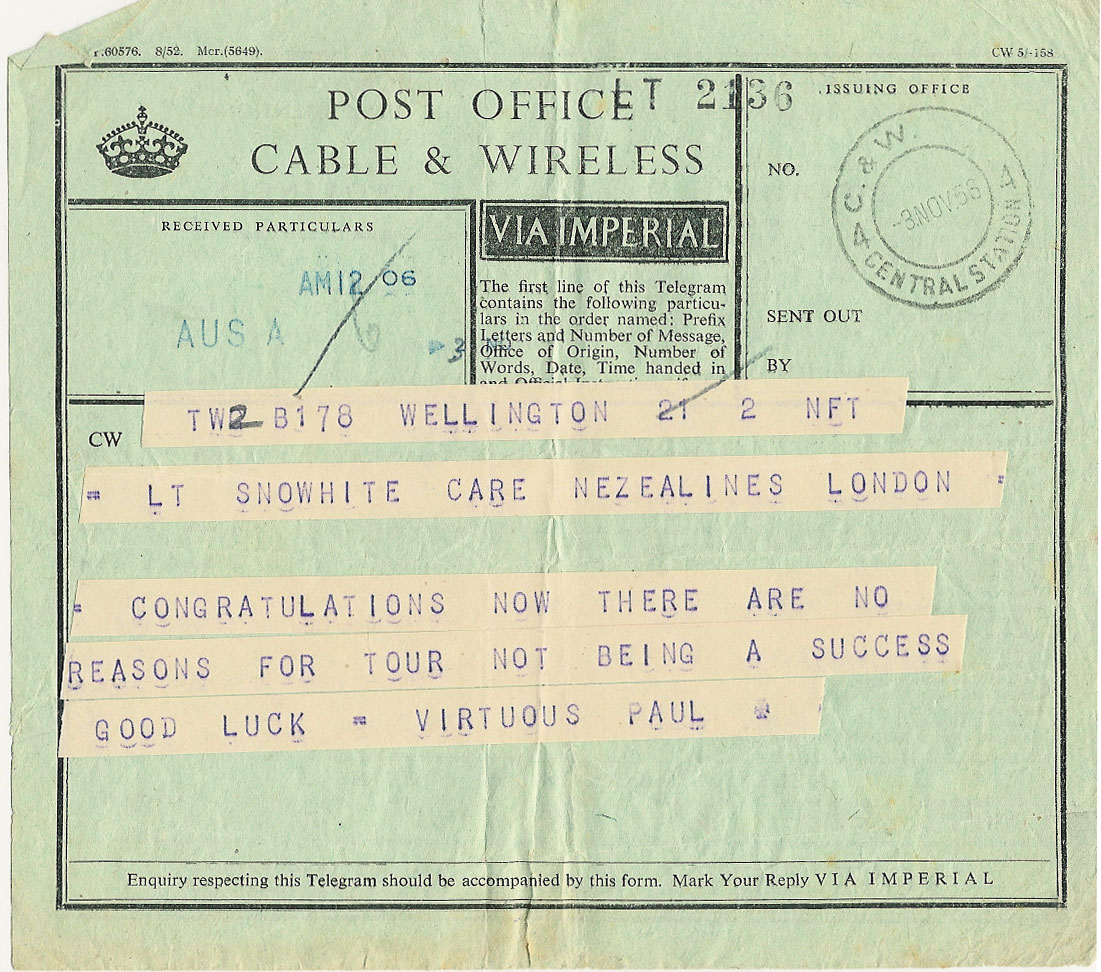 .60576. 8/52. Mcr.(5649).
CW 5/-158
POST OFFICE
LT 2136
CABLE & WIRELESS
ISSUING OFFICE
NO.
C. & W.
-3 NOV 56
A CENTRAL STATION A
RECEIVED PARTICULARS
AM12 06
AUS A
VIA IMPERIAL
The first line of this Telegram
contains the following particu-
lars in the order named: Prefix
Letters and Number of Message,
Office of Origin, Number of
Words, Date, Time handed in
and Official
SENT OUT
BY
TW2 B178 WELLINGTON 21 2 NFT
CW
= LT SNOWHITE CARE NEZEALINES LONDON =
= CONGRATULATIONS NOW THERE ARE NO
REASONS FOR TOUR NOT BEING A SUCCESS
GOOD LUCK = VIRTUOUS PAUL
Enquiry respecting this Telegram should be accompanied by this form. Mark Your Reply VIA IMPERIAL